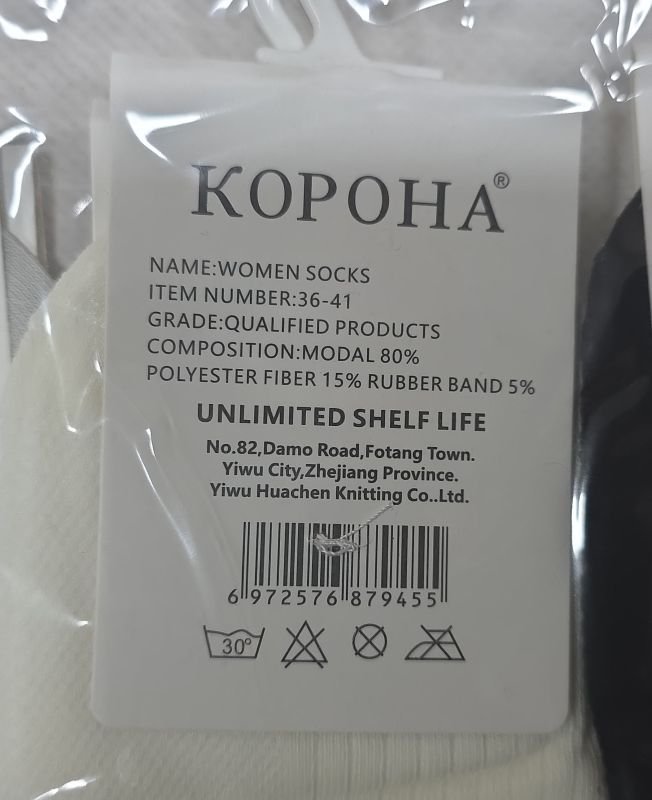 КОРОНА®
NAME:WOMEN SOCKS
ITEM NUMBER:36-41
GRADE:QUALIFIED PRODUCTS
COMPOSITION:MODAL 80%
POLYESTER FIBER 15% RUBBER BAND 5%
UNLIMITED SHELF LIFE
No.82,Damo Road,Fotang Town.
Yiwu City,Zhejiang Province.
Yiwu Huachen Knitting Co..Ltd.
6 972576 879455
30°